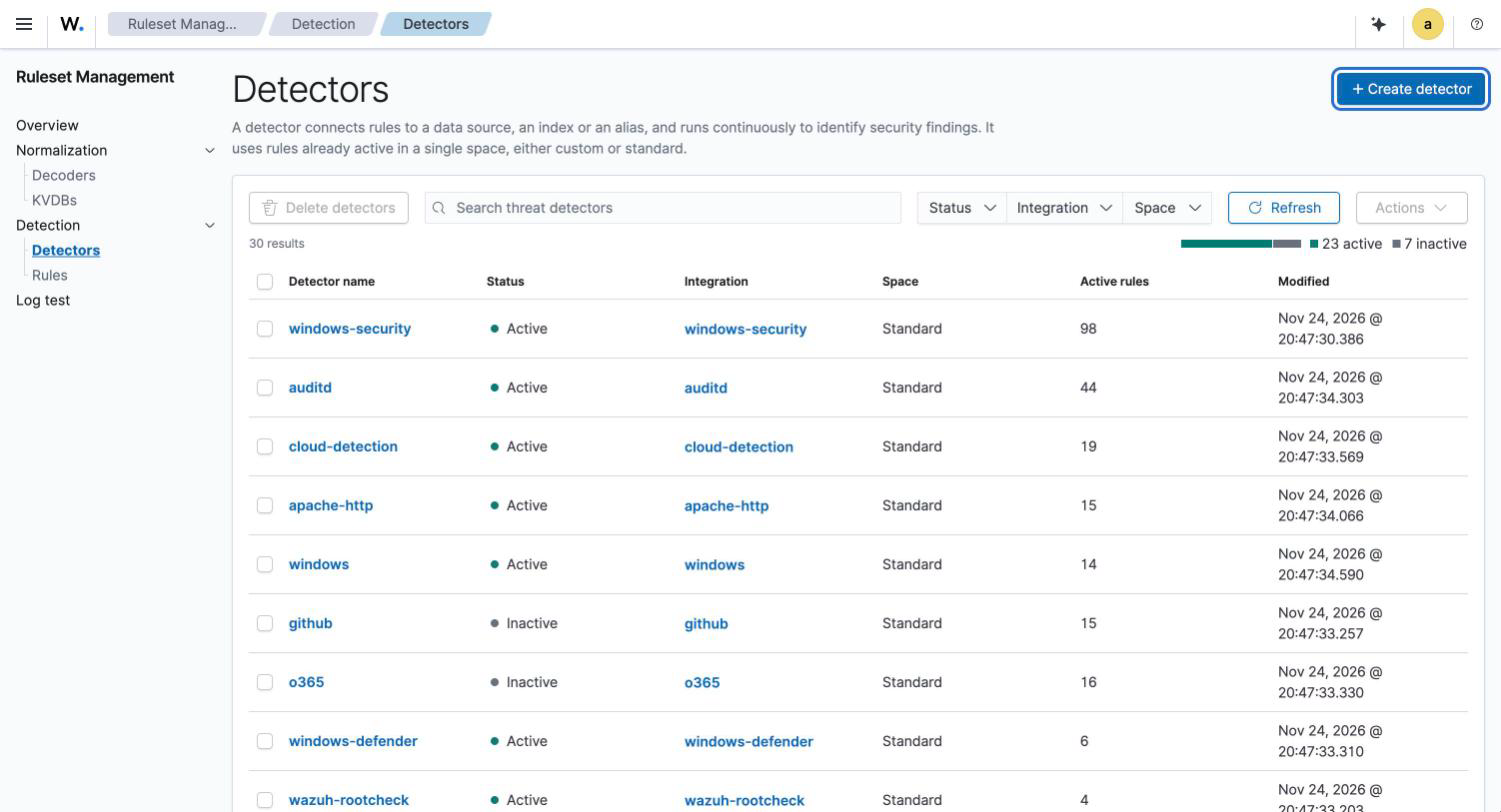 W.
Ruleset Manag...
Detection
Detectors
a
Ruleset Management
Overview
Normalization
Decoders
KVDBs
Detection
Detectors
Rules
Log test
Detectors
+ Create detector
A detector connects rules to a data source, an index or an alias, and runs continuously to identify security findings. It
uses rules already active in a single space, either custom or standard.
Delete detectors
Search threat detectors
Status
Integration
Space
Refresh
Actions
30 results
23 active
7 inactive
Detector name Status Integration Space Active rules Modified
windows-security Active windows-security Standard 98 Nov 24, 2026 @
20:47:30.386
auditd Active auditd Standard 44 Nov 24, 2026 @
20:47:34.303
cloud-detection Active cloud-detection Standard 19 Nov 24, 2026 @
20:47:33.569
apache-http Active apache-http Standard 15 Nov 24, 2026 @
20:47:34.066
windows Active windows Standard 14 Nov 24, 2026 @
20:47:34.590
github Inactive github Standard 15 Nov 24, 2026 @
20:47:33.257
o365 Inactive o365 Standard 16 Nov 24, 2026 @
20:47:33.330
windows-defender Active windows-defender Standard 6 Nov 24, 2026 @
20:47:33.310
wazuh-rootcheck Active wazuh-rootcheck Standard 4 Nov 24, 2026 @
20:47:33.203